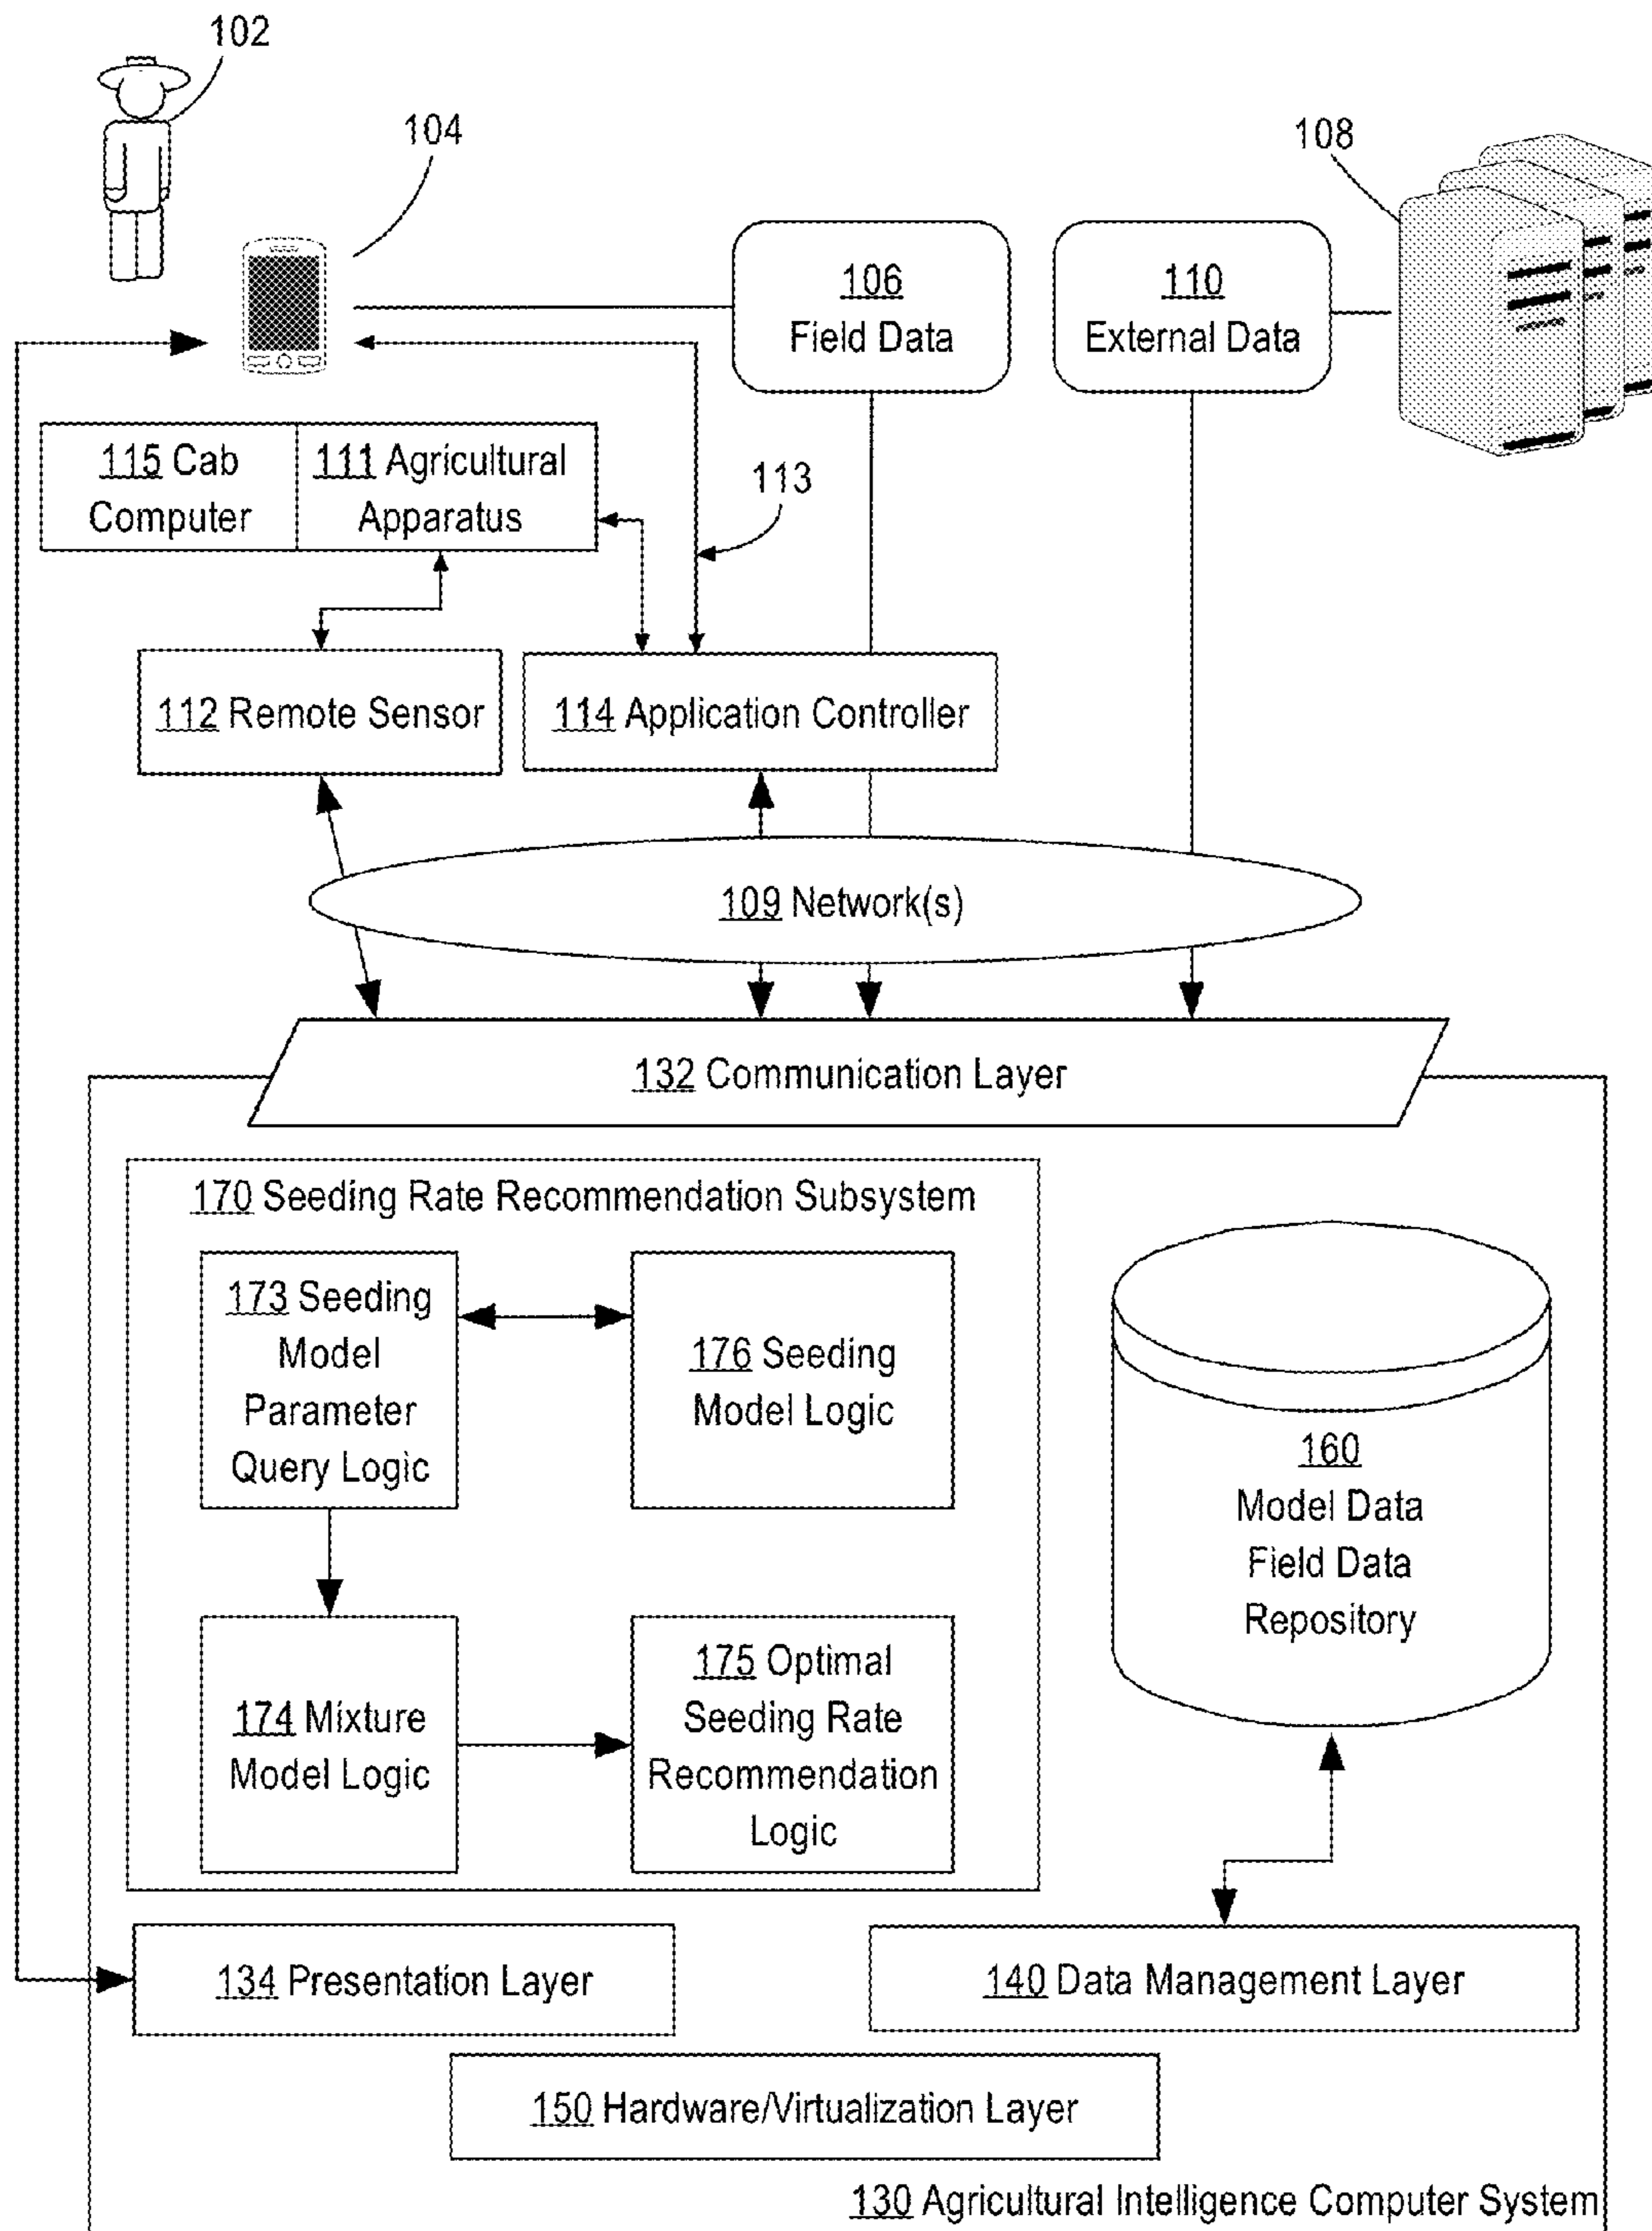 102
104
108
106
Field Data
110
External Data
115 Cab
Computer
111 Agricultural
Apparatus
113
112 Remote Sensor
114 Application Controller
109 Network(s)
132 Communication Layer
170 Seeding Rate Recommendation Subsystem
173 Seeding
Model
Parameter
Query Logic
176 Seeding
Model Logic
160
Model Data
Field Data
Repository
174 Mixture
Model Logic
175 Optimal
Seeding Rate
Recommendation
Logic
134 Presentation Layer
140 Data Management Layer
150 Hardware/Virtualization Layer
130 Agricultural Intelligence Computer System